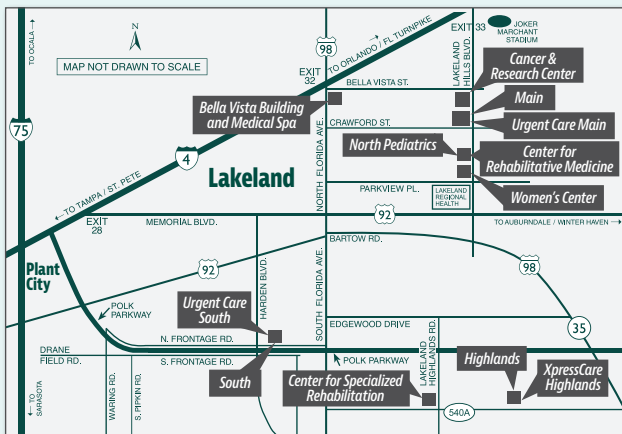 TO OCALA →
N
MAP NOT DRAWN TO SCALE
98
TO ORLANDO / FL TURNPIKE →
EXIT 33
JOKER
MARCHANT
STADIUM
EXIT
32
LAKELAND
HILLS BLVD.
BELLA VISTA ST.
Cancer &
Research Center
Main
Bella Vista Building
and Medical Spa
CRAWFORD ST.
Urgent Care Main
75
4
North Pediatrics
Center for
Rehabilitative Medicine
Lakeland
NORTH FLORIDA AVE.
PARKVIEW PL.
LAKELAND
REGIONAL
HEALTH
Women's Center
← TO TAMPA / ST. PETE
EXIT
28
MEMORIAL BLVD.
92
TO AUBURNDALE / WINTER HAVEN →
BARTOW RD.
Plant
City
92
HARDEN BLVD.
SOUTH FLORIDA AVE.
98
POLK
PARKWAY
Urgent Care
South
EDGEWOOD DRIVE
35
N. FRONTAGE RD.
DRANE
FIELD RD.
S. FRONTAGE RD.
POLK PARKWAY
LAKELAND
HIGHLANDS RD.
Highlands
XpressCare
Highlands
South
Center for Specialized
Rehabilitation
WARING RD.
S. PIPKIN RD.
← TO
SARASOTA
540A